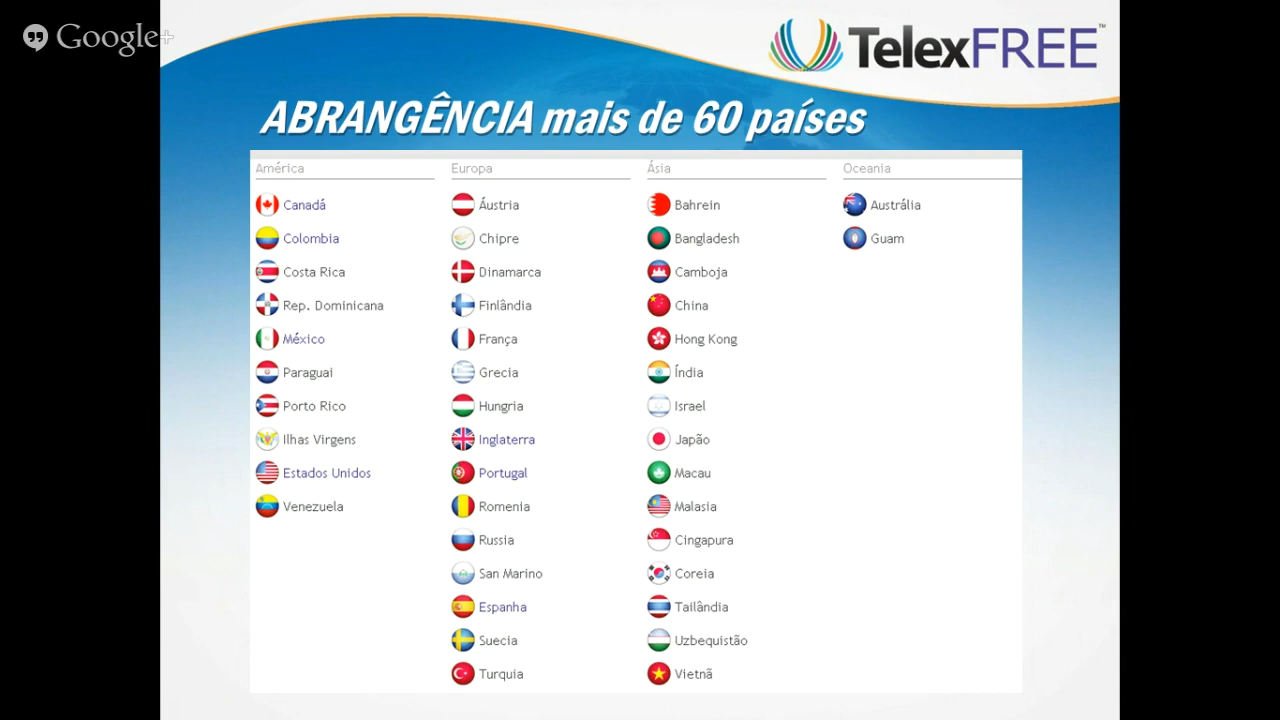 Google+
TelexFREE™
ABRANGÊNCIA mais de 60 países
América
Canadá
Colombia
Costa Rica
Rep. Dominicana
México
Paraguai
Porto Rico
Ilhas Virgens
Estados Unidos
Venezuela
Europa
Áustria
Chipre
Dinamarca
Finlândia
França
Grecia
Hungria
Inglaterra
Portugal
Romenia
Russia
San Marino
Espanha
Suecia
Turquia
Ásia
Bahrein
Bangladesh
Camboja
China
Hong Kong
Índia
Israel
Japão
Macau
Malasia
Cingapura
Coreia
Tailândia
Uzbequistão
Vietnã
Oceania
Austrália
Guam